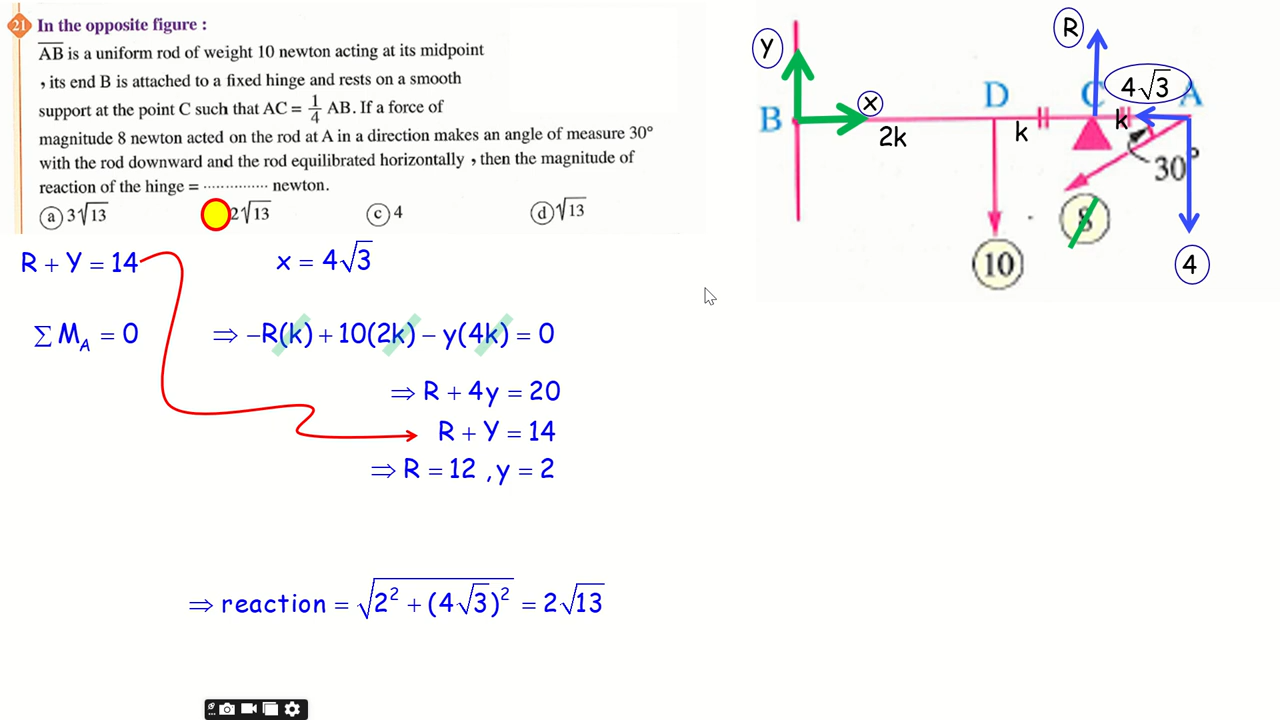 21 In the opposite figure :
AB is a uniform rod of weight 10 newton acting at its midpoint
, its end B is attached to a fixed hinge and rests on a smooth
support at the point C such that AC = 1/4 AB. If a force of
magnitude 8 newton acted on the rod at A in a direction makes an angle of measure 30°
with the rod downward and the rod equilibrated horizontally , then the magnitude of
reaction of the hinge = ............... newton.
a 3√13 2√13 c 4 d √13
R + Y = 14 x = 4√3
∑ M_A = 0 ⇒ –R(k) + 10(2k) – y(4k) = 0
⇒ R + 4y = 20
R + Y = 14
⇒ R = 12 , y = 2
⇒ reaction = √(2² + (4√3)²) = 2√13
R
y
4√3
x
D C A
B
k
2k k
30°
8
10 4